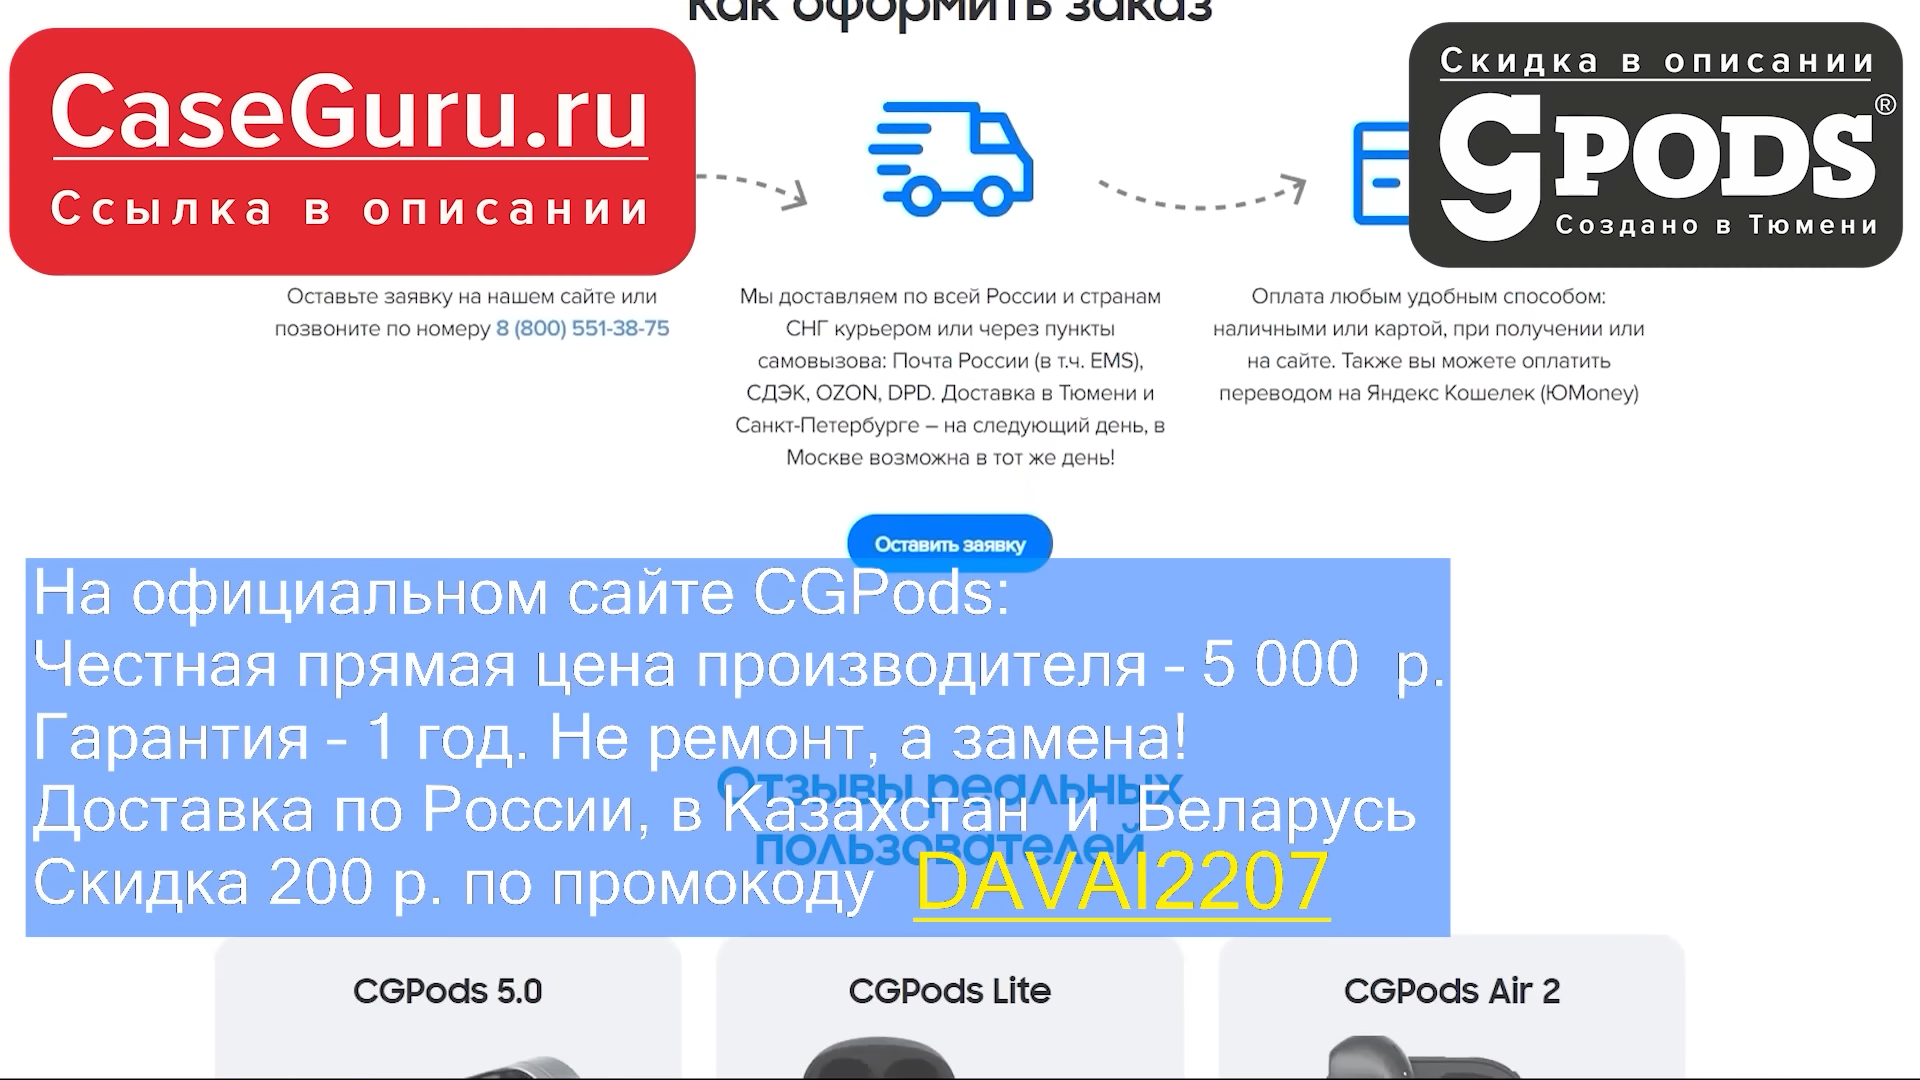 Как оформить заказ
CaseGuru.ru
Ссылка в описании
Скидка в описании
CGPODS®
Создано в Тюмени
Оставьте заявку на нашем сайте или
позвоните по номеру 8 (800) 551-38-75
Мы доставляем по всей России и странам
СНГ курьером или через пункты
самовызова: Почта России (в т.ч. EMS),
СДЭК, OZON, DPD. Доставка в Тюмени и
Санкт-Петербурге – на следующий день, в
Москве возможна в тот же день!
Оплата любым удобным способом:
наличными или картой, при получении или
на сайте. Также вы можете оплатить
переводом на Яндекс Кошелек (ЮMoney)
Оставить заявку
На официальном сайте CGPods:
Честная прямая цена производителя - 5 000 р.
Гарантия - 1 год. Не ремонт, а замена!
Отзывы реальных
Доставка по России, в Казахстан и Беларусь
пользователей
Скидка 200 р. по промокоду DAVAI2207
CGPods 5.0
CGPods Lite
CGPods Air 2